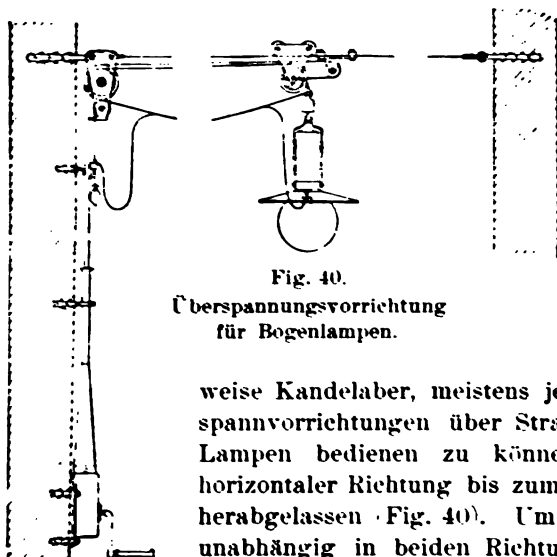 Fig. 40.
Überspannungsvorrichtung
für Bogenlampen.
weise Kandelaber, meistens je
spannvorrichtungen über Stra
Lampen bedienen zu könne
horizontaler Richtung bis zum
herabgelassen (Fig. 40). Um
unabhängig in beiden Richtu